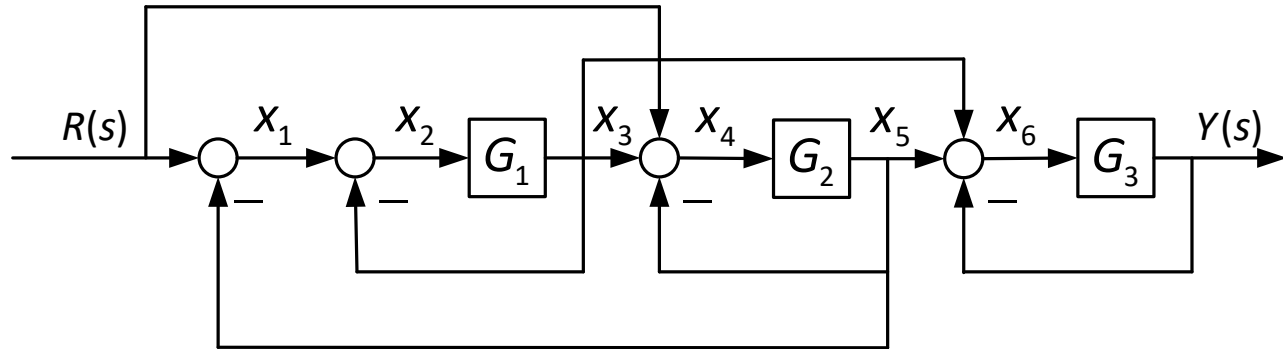 R(s) x₁ x₂ G₁ x₃ x₄ G₂ x₅ x₆ G₃ Y(s)
− − − −